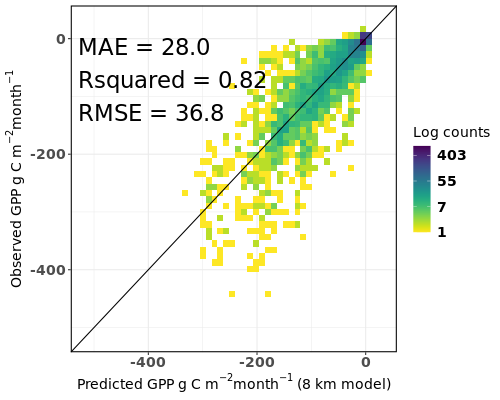 MAE = 28.0
Rsquared = 0.82
RMSE = 36.8
0
-200
-400
Observed GPP g C m⁻²month⁻¹
-400 -200 0
Predicted GPP g C m⁻²month⁻¹ (8 km model)
Log counts
403
55
7
1